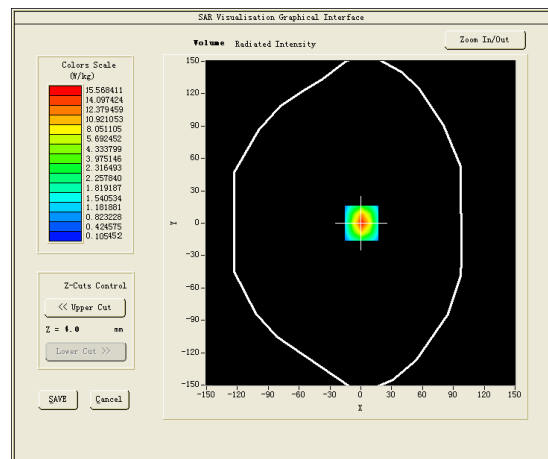 SAR Visualisation Graphical Interface
Volume Radiated Intensity
Zoom In/Out
Colors Scale
(W/kg)
15.568411
14.097424
12.379459
10.921053
8.051105
5.692452
4.333799
3.975146
2.316493
2.257840
1.819187
1.540534
1.181881
0.823228
0.424575
0.105452
Z-Cuts Control
<< Upper Cut
Z = 4.0 mm
Lower Cut >>
SAVE
Cancel
150
120
90
60
30
0
-30
-60
-90
-120
-150
Y
-150 -120 -90 -60 -30 0 30 60 90 120 150
X